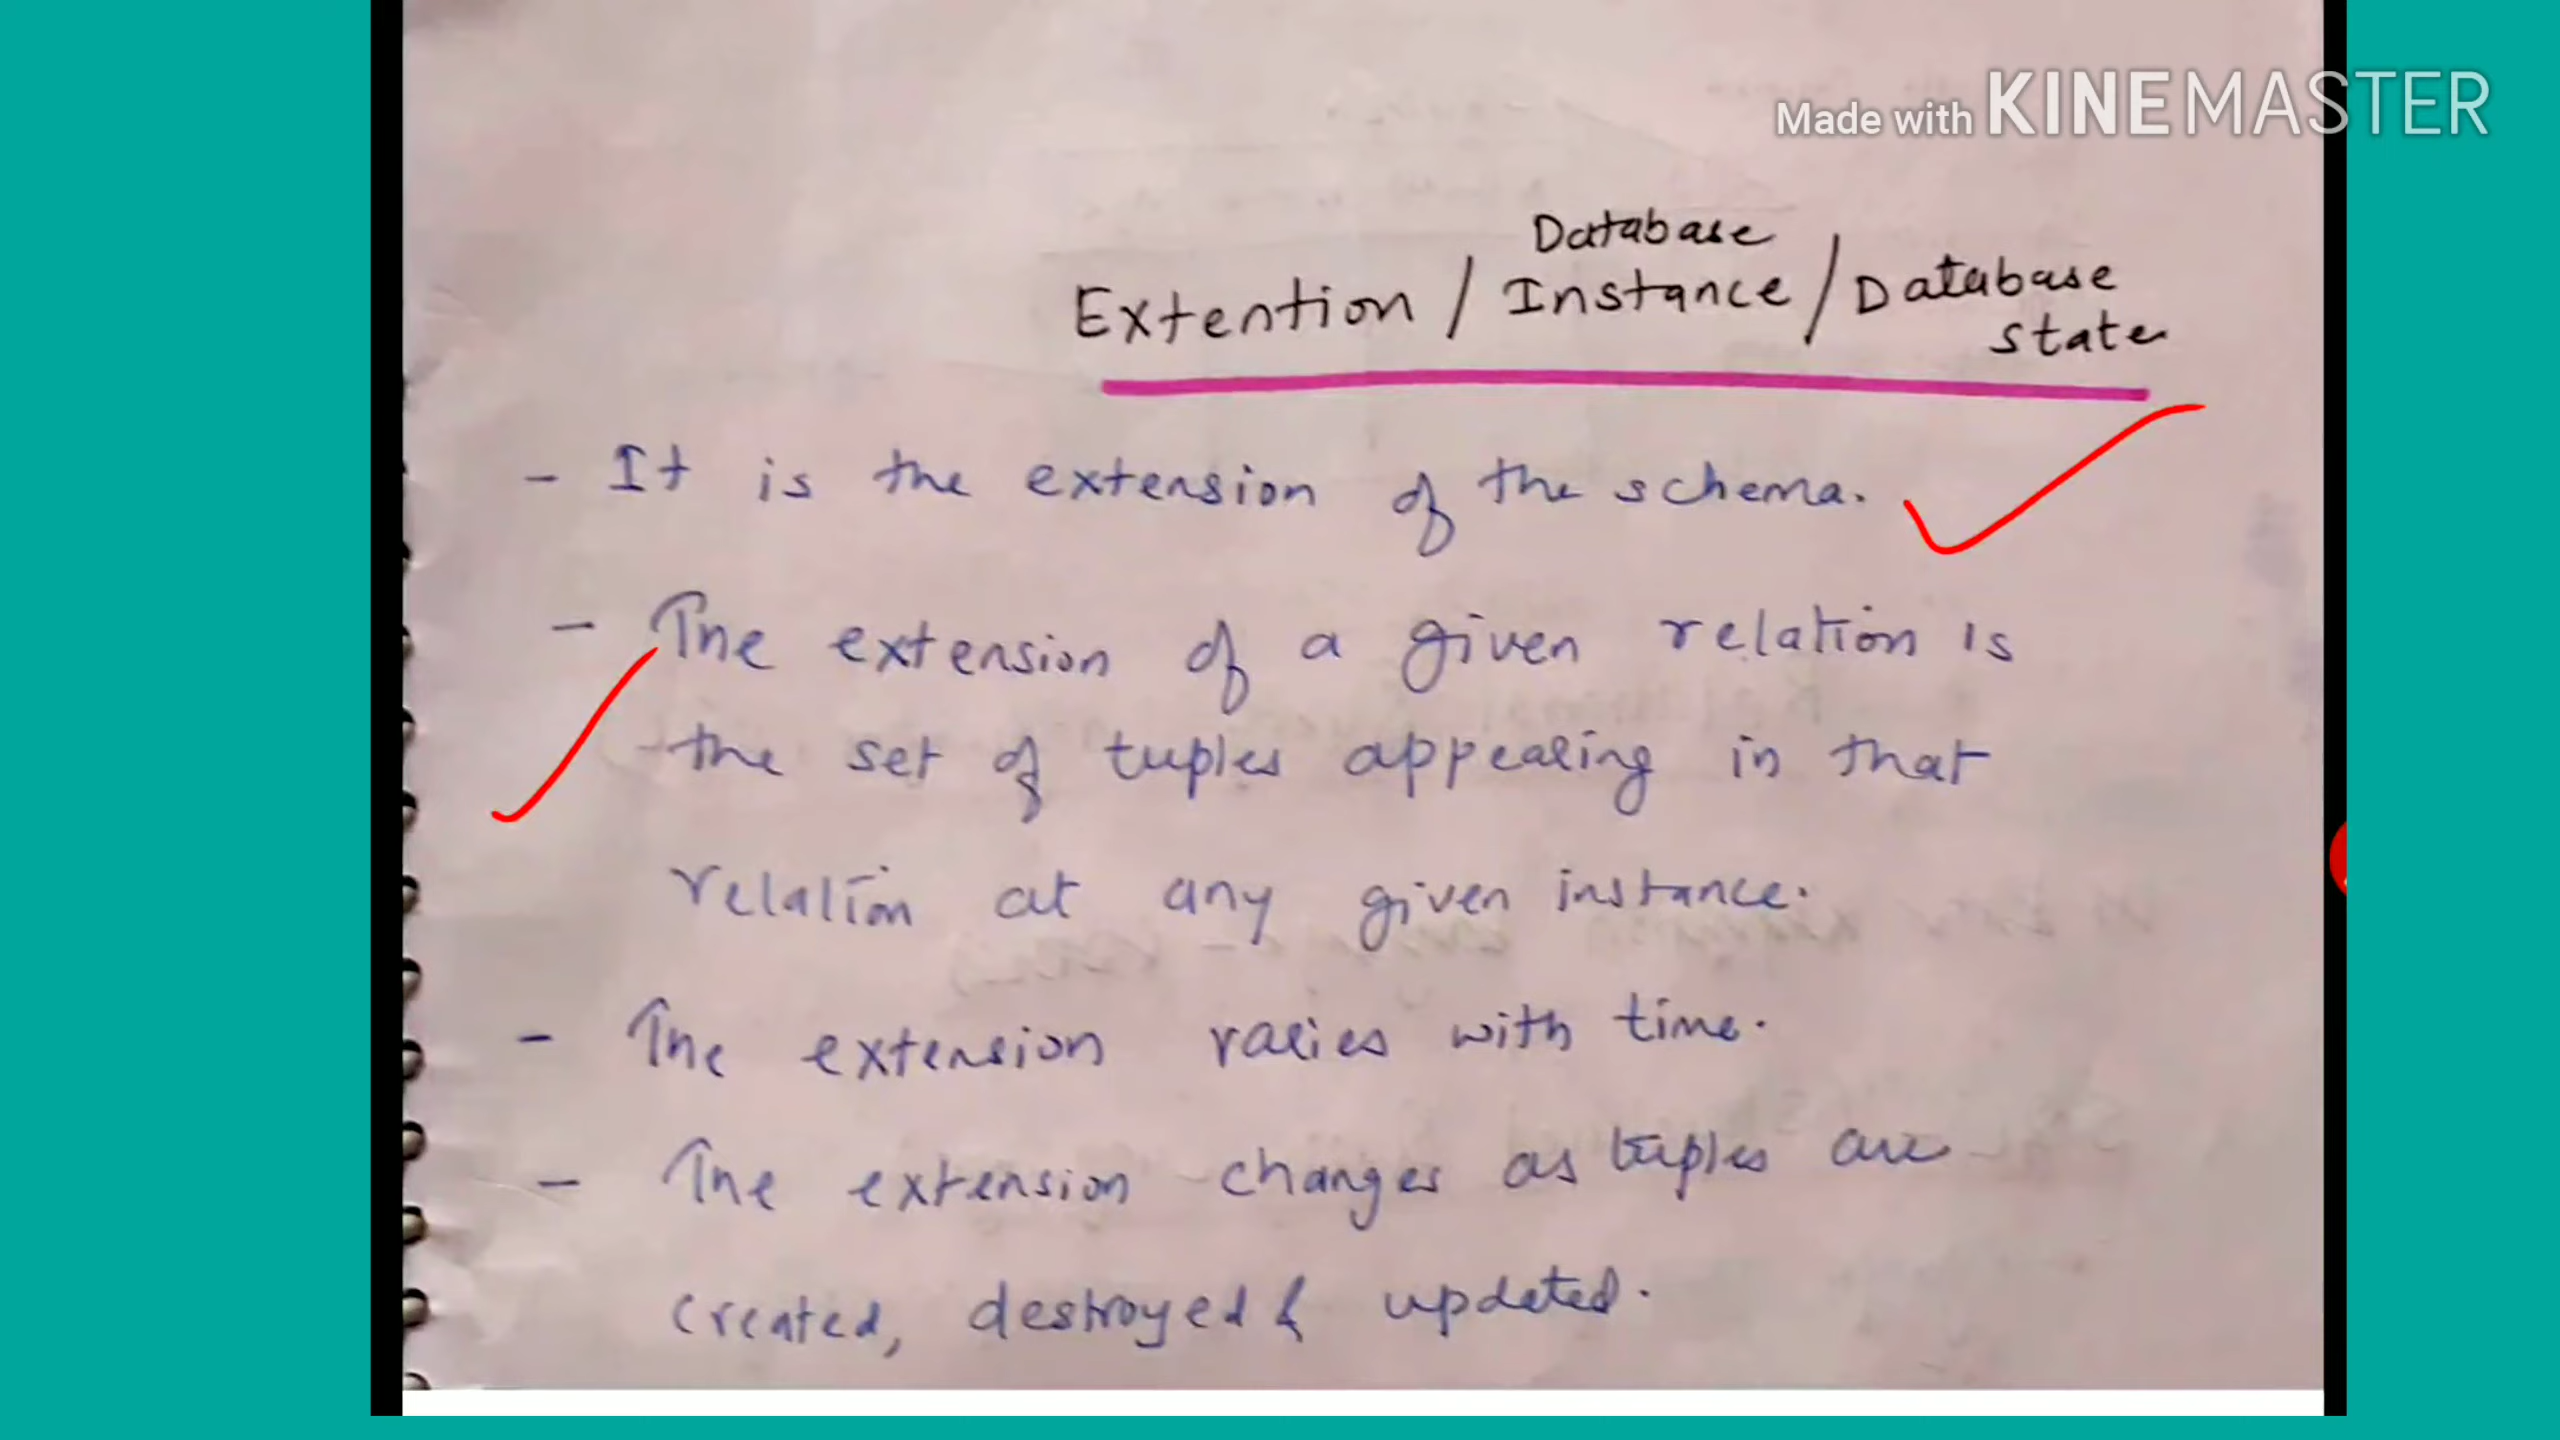 Made with KINEMASTER
Database
Extention / Instance / Database
state
- It is the extension of the schema.
- The extension of a given relation is
the set of tuples appearing in that
relation at any given instance.
- The extension varies with time.
- The extension changes as tuples are
created, destroyed & updated.